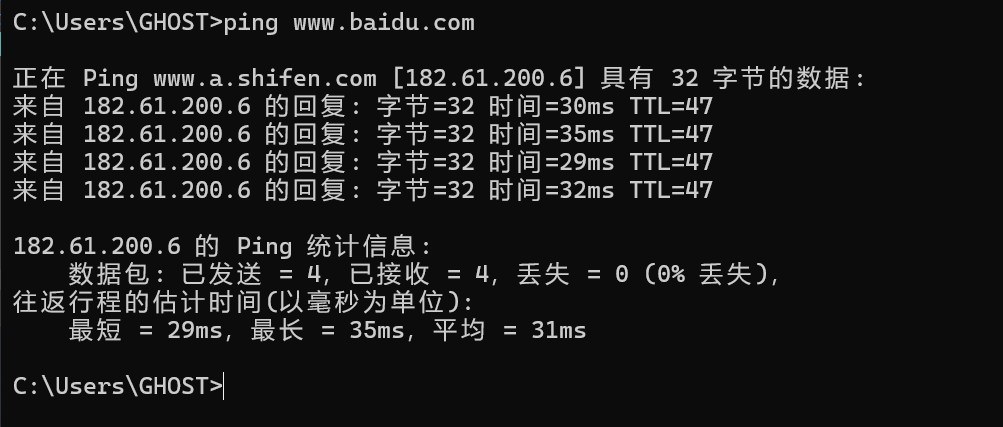 C:\Users\GHOST>ping www.baidu.com
正在 Ping www.a.shifen.com [182.61.200.6] 具有 32 字节的数据:
来自 182.61.200.6 的回复: 字节=32 时间=30ms TTL=47
来自 182.61.200.6 的回复: 字节=32 时间=35ms TTL=47
来自 182.61.200.6 的回复: 字节=32 时间=29ms TTL=47
来自 182.61.200.6 的回复: 字节=32 时间=32ms TTL=47
182.61.200.6 的 Ping 统计信息:
数据包: 已发送 = 4, 已接收 = 4, 丢失 = 0 (0% 丢失),
往返行程的估计时间(以毫秒为单位):
最短 = 29ms, 最长 = 35ms, 平均 = 31ms
C:\Users\GHOST>